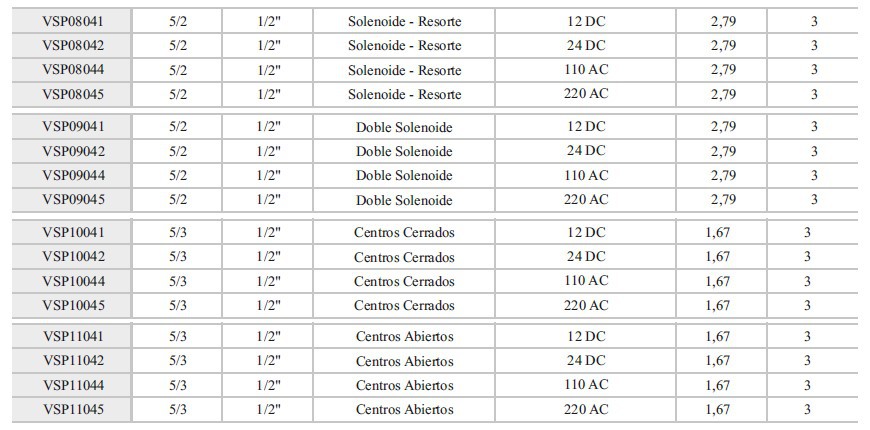 VSP08041 5/2 1/2" Solenoide - Resorte 12 DC 2,79 3
VSP08042 5/2 1/2" Solenoide - Resorte 24 DC 2,79 3
VSP08044 5/2 1/2" Solenoide - Resorte 110 AC 2,79 3
VSP08045 5/2 1/2" Solenoide - Resorte 220 AC 2,79 3
VSP09041 5/2 1/2" Doble Solenoide 12 DC 2,79 3
VSP09042 5/2 1/2" Doble Solenoide 24 DC 2,79 3
VSP09044 5/2 1/2" Doble Solenoide 110 AC 2,79 3
VSP09045 5/2 1/2" Doble Solenoide 220 AC 2,79 3
VSP10041 5/3 1/2" Centros Cerrados 12 DC 1,67 3
VSP10042 5/3 1/2" Centros Cerrados 24 DC 1,67 3
VSP10044 5/3 1/2" Centros Cerrados 110 AC 1,67 3
VSP10045 5/3 1/2" Centros Cerrados 220 AC 1,67 3
VSP11041 5/3 1/2" Centros Abiertos 12 DC 1,67 3
VSP11042 5/3 1/2" Centros Abiertos 24 DC 1,67 3
VSP11044 5/3 1/2" Centros Abiertos 110 AC 1,67 3
VSP11045 5/3 1/2" Centros Abiertos 220 AC 1,67 3